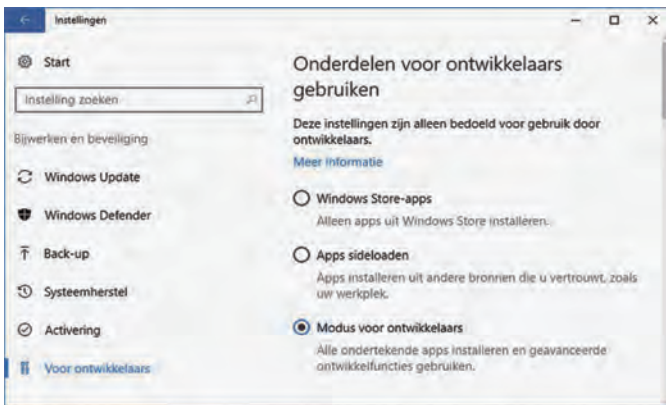 Instellingen
Start
Instelling zoeken
Bijwerken en beveiliging
Windows Update
Windows Defender
Back-up
Systeemherstel
Activering
Voor ontwikkelaars
Onderdelen voor ontwikkelaars
gebruiken
Deze instellingen zijn alleen bedoeld voor gebruik door
ontwikkelaars.
Meer informatie
Windows Store-apps
Alleen apps uit Windows Store installeren.
Apps sideloaden
Apps installeren uit andere bronnen die u vertrouwt, zoals
uw werkplek.
Modus voor ontwikkelaars
Alle ondertekende apps installeren en geavanceerde
ontwikkelfuncties gebruiken.